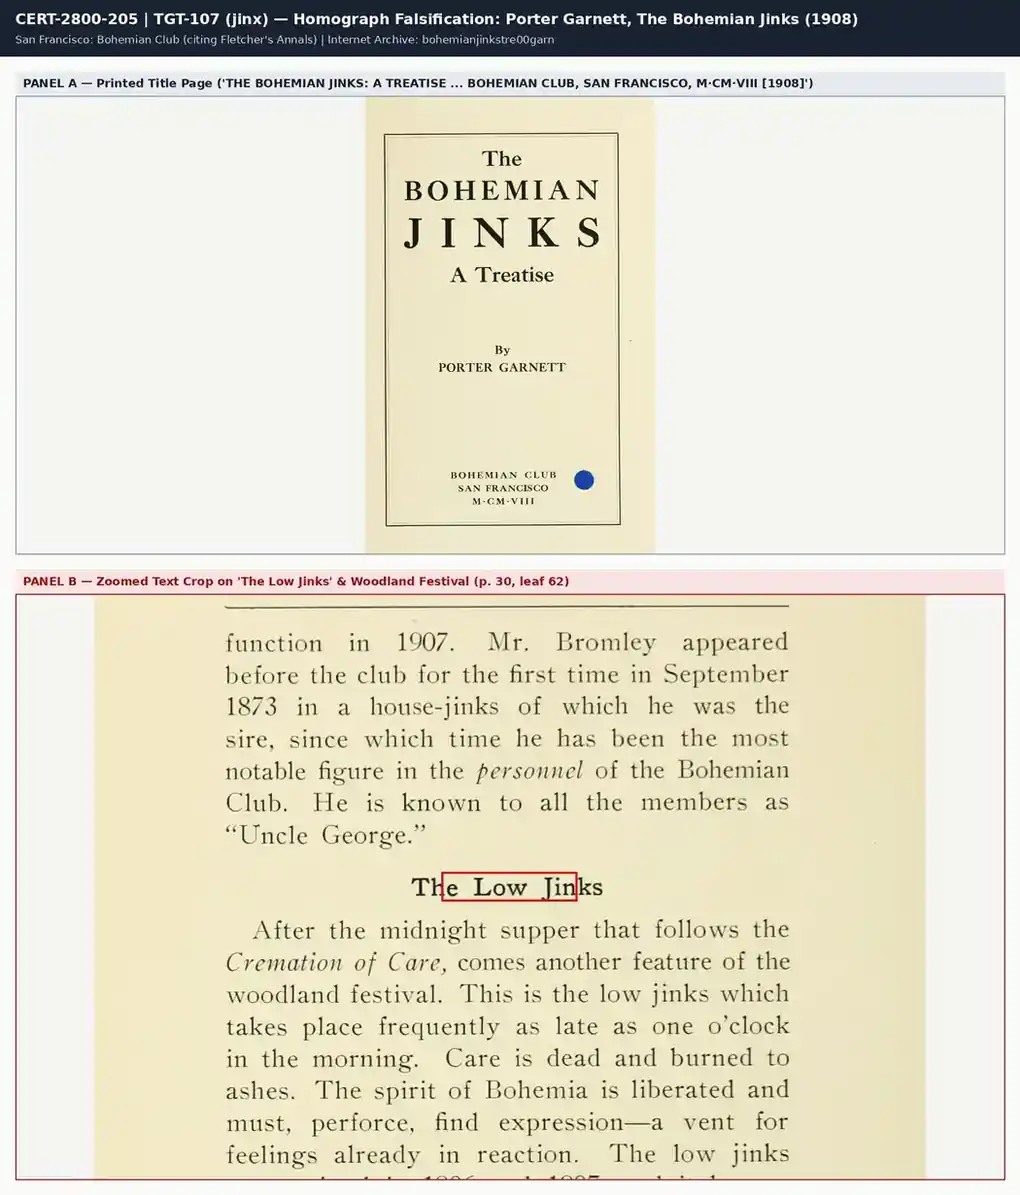 CERT-2800-205 | TGT-107 (jinx) — Homograph Falsification: Porter Garnett, The Bohemian Jinks (1908)
San Francisco: Bohemian Club (citing Fletcher's Annals) | Internet Archive: bohemianjinkstre00garn
PANEL A — Printed Title Page ('THE BOHEMIAN JINKS: A TREATISE ... BOHEMIAN CLUB, SAN FRANCISCO, M·CM·VIII [1908]')
The
BOHEMIAN
JINKS
A Treatise
By
PORTER GARNETT
BOHEMIAN CLUB
SAN FRANCISCO
M·CM·VIII
PANEL B — Zoomed Text Crop on 'The Low Jinks' & Woodland Festival (p. 30, leaf 62)
function in 1907. Mr. Bromley appeared
before the club for the first time in September
1873 in a house-jinks of which he was the
sire, since which time he has been the most
notable figure in the personnel of the Bohemian
Club. He is known to all the members as
“Uncle George.”
The Low Jinks
After the midnight supper that follows the
Cremation of Care, comes another feature of the
woodland festival. This is the low jinks which
takes place frequently as late as one o’clock
in the morning. Care is dead and burned to
ashes. The spirit of Bohemia is liberated and
must, perforce, find expression—a vent for
feelings already in reaction. The low jinks